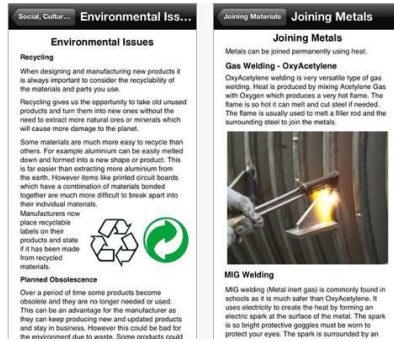 Social, Cultur...
Environmental Iss...
Environmental Issues
Recycling
When designing and manufacturing new products it
is always important to consider the recyclability of
the materials and parts you use.
Recycling gives us the opportunity to take old unused
products and turn them into new ones without the
need to extract more natural ores or minerals which
will cause more damage to the planet.
Some materials are much more easy to recycle than
others. For example aluminium can be easily melted
down and formed into a new shape or product. This
is far easier than extracting more aluminium from
the earth. However items like printed circuit boards
which have a combination of materials bonded
together are much more difficult to break apart into
their individual materials.
Manufacturers now
place recyclable
labels on their
products and state
if it has been made
from recycled
materials.
Planned Obsolescence
Over a period of time some products become
obsolete and they are no longer needed or used.
This can be an advantage for the manufacturer as
they can keep producing new and updated products
and stay in business. However this could be bad for
the environment due to waste. Some products could
Joining Materials
Joining Metals
Joining Metals
Metals can be joined permanently using heat.
Gas Welding - OxyAcetylene
OxyAcetylene welding is very versatile type of gas
welding. Heat is produced by mixing Acetylene Gas
with Oxygen which produces a very hot flame. The
flame is so hot it can melt and cut steel if needed.
The flame is usually used to melt a filler rod and the
surrounding steel to join the metals.
MIG Welding
MIG welding (Metal inert gas) is commonly found in
schools as it is much safer than OxyAcetylene. It
uses electricity to create the heat by forming an
electric spark at the surface of the metal. The spark
is so bright protective goggles must be worn to
protect your eyes. The spark is surrounded by an